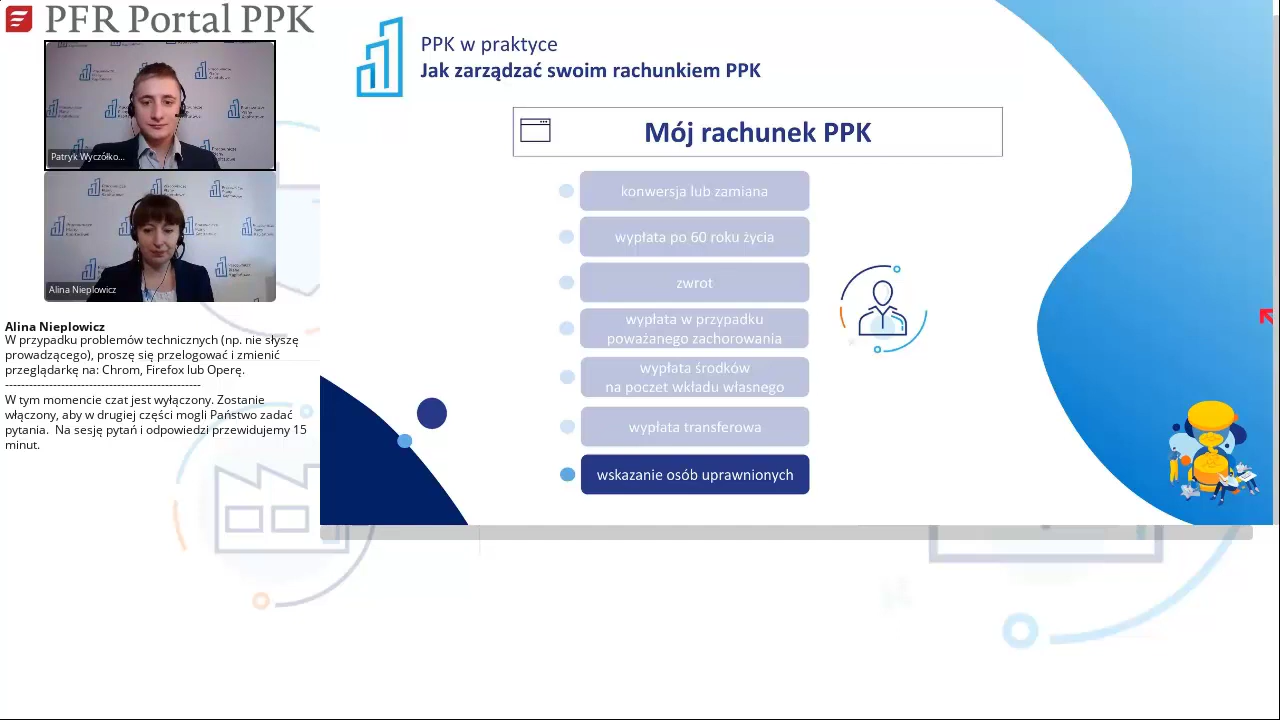 PFR Portal PPK
Patryk Wyczółko...
Alina Nieplowicz
Alina Nieplowicz
W przypadku problemów technicznych (np. nie słyszę
prowadzącego), proszę się przelogować i zmienić
przeglądarkę na: Chrom, Firefox lub Operę.
--------------------------------------------------
W tym momencie czat jest wyłączony. Zostanie
włączony, aby w drugiej części mogli Państwo zadać
pytania.  Na sesję pytań i odpowiedzi przewidujemy 15
minut.
PPK w praktyce
Jak zarządzać swoim rachunkiem PPK
Mój rachunek PPK
konwersja lub zamiana
wypłata po 60 roku życia
zwrot
wypłata w przypadku
poważanego zachorowania
wypłata środków
na poczet wkładu własnego
wypłata transferowa
wskazanie osób uprawnionych